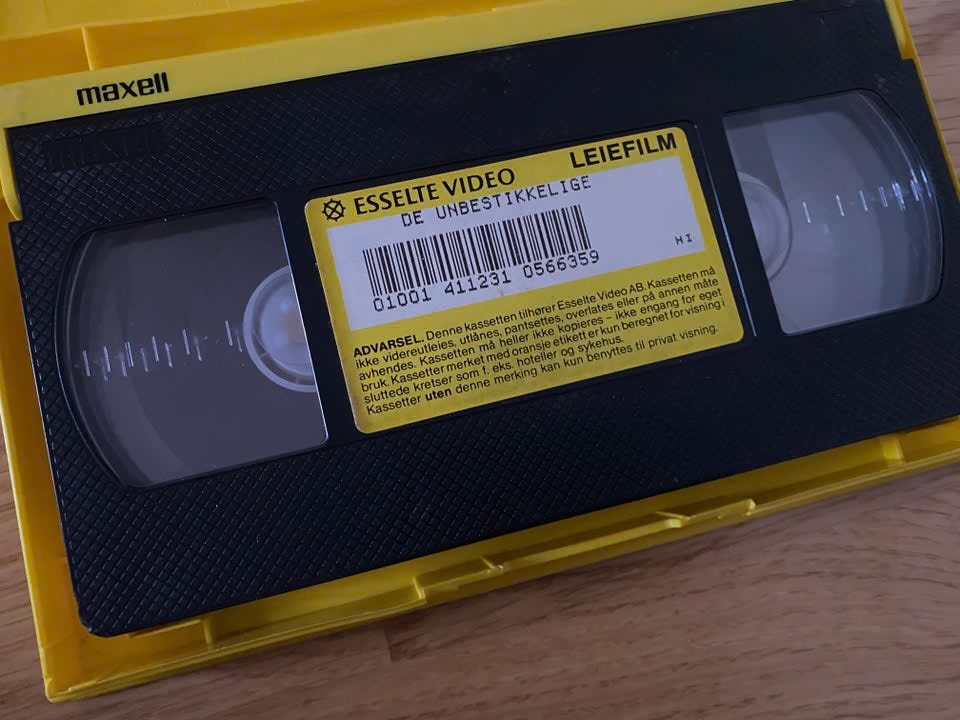 maxell
maxell
ESSELTE VIDEO LEIEFILM
DE UNBESTIKKELIGE
HI
01001 411231 0566359
ADVARSEL. Denne kassetten tilhører Esselte Video AB. Kassetten må
ikke videreutleies, utlånes, pantsettes, overlates eller på annen måte
avhendes. Kassetten må heller ikke kopieres – ikke engang for eget
bruk. Kassetter merket med oransje etikett er kun beregnet for visning i
sluttede kretser som f. eks. hoteller og sykehus.
Kassetter uten denne merking kan kun benyttes til privat visning.